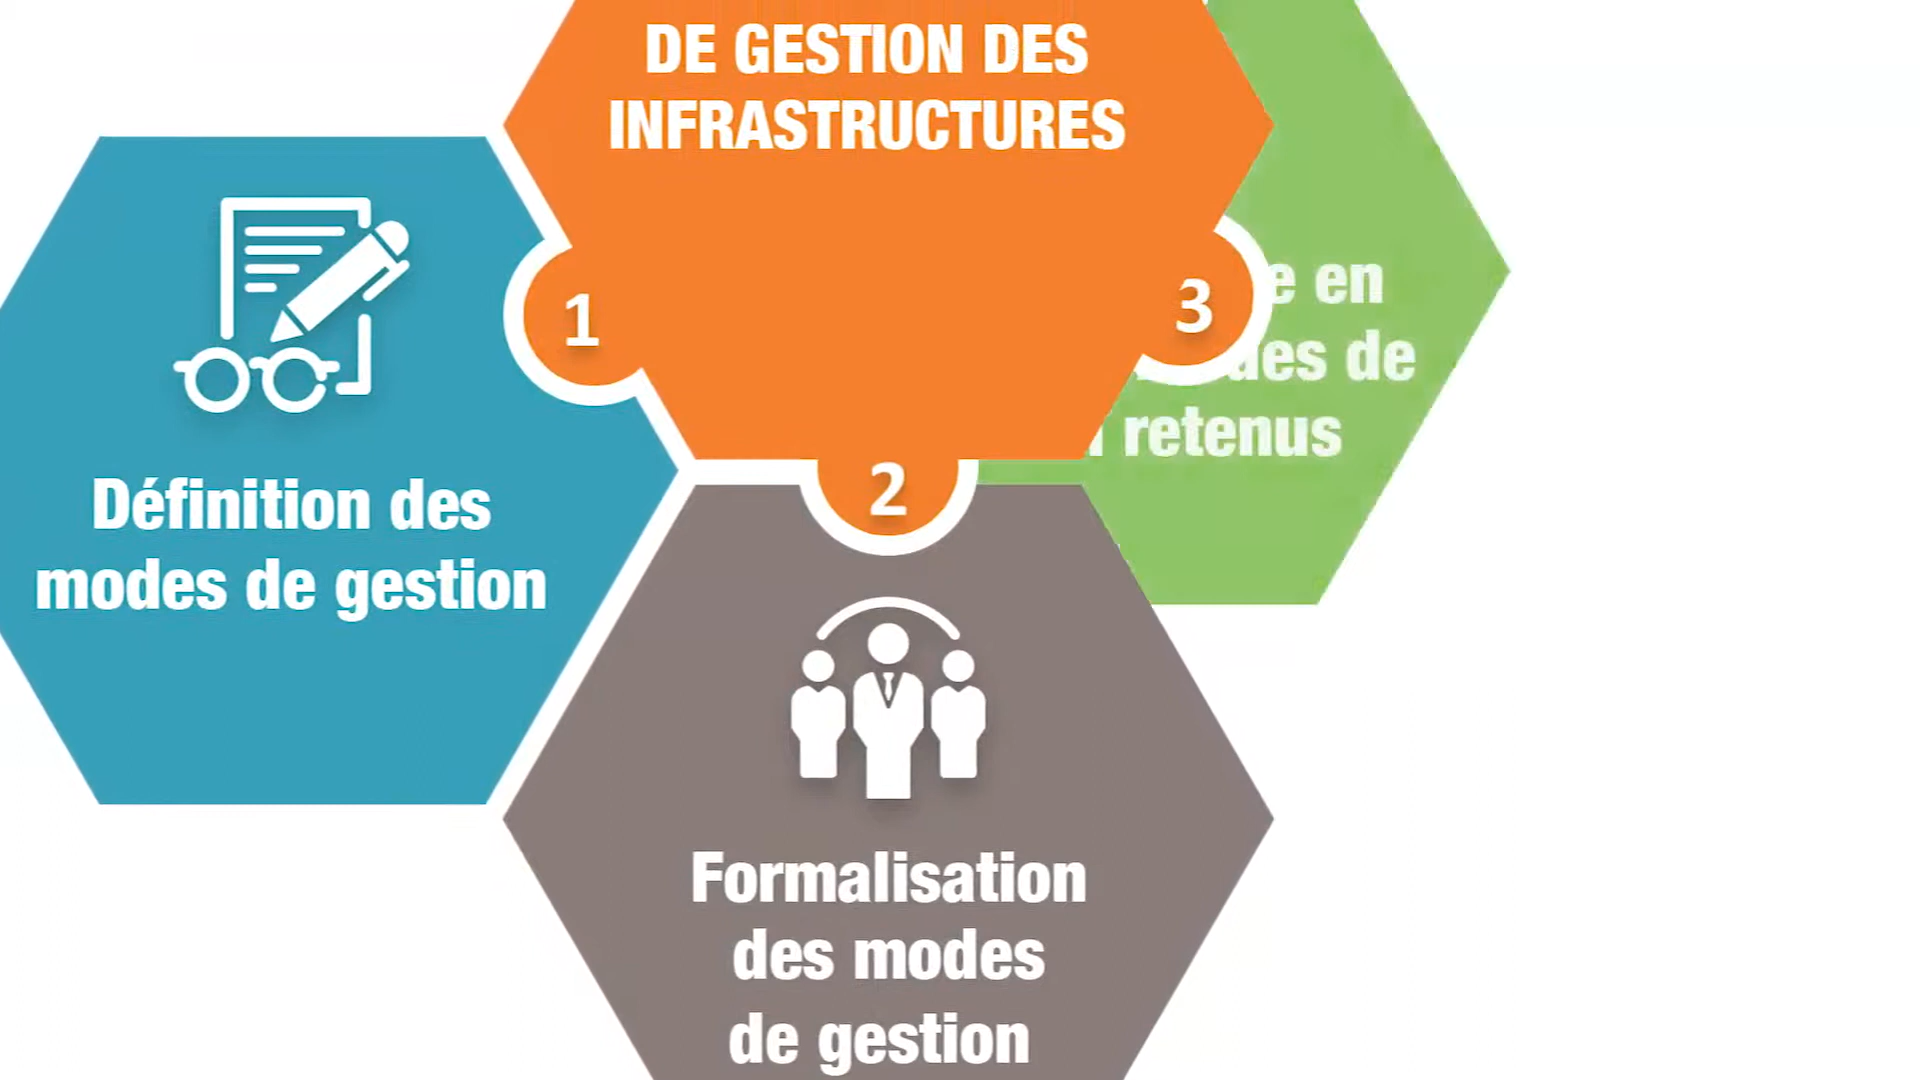 DE GESTION DES
INFRASTRUCTURES
1
Définition des
modes de gestion
2
Formalisation
des modes
de gestion
3
en
de
retenus